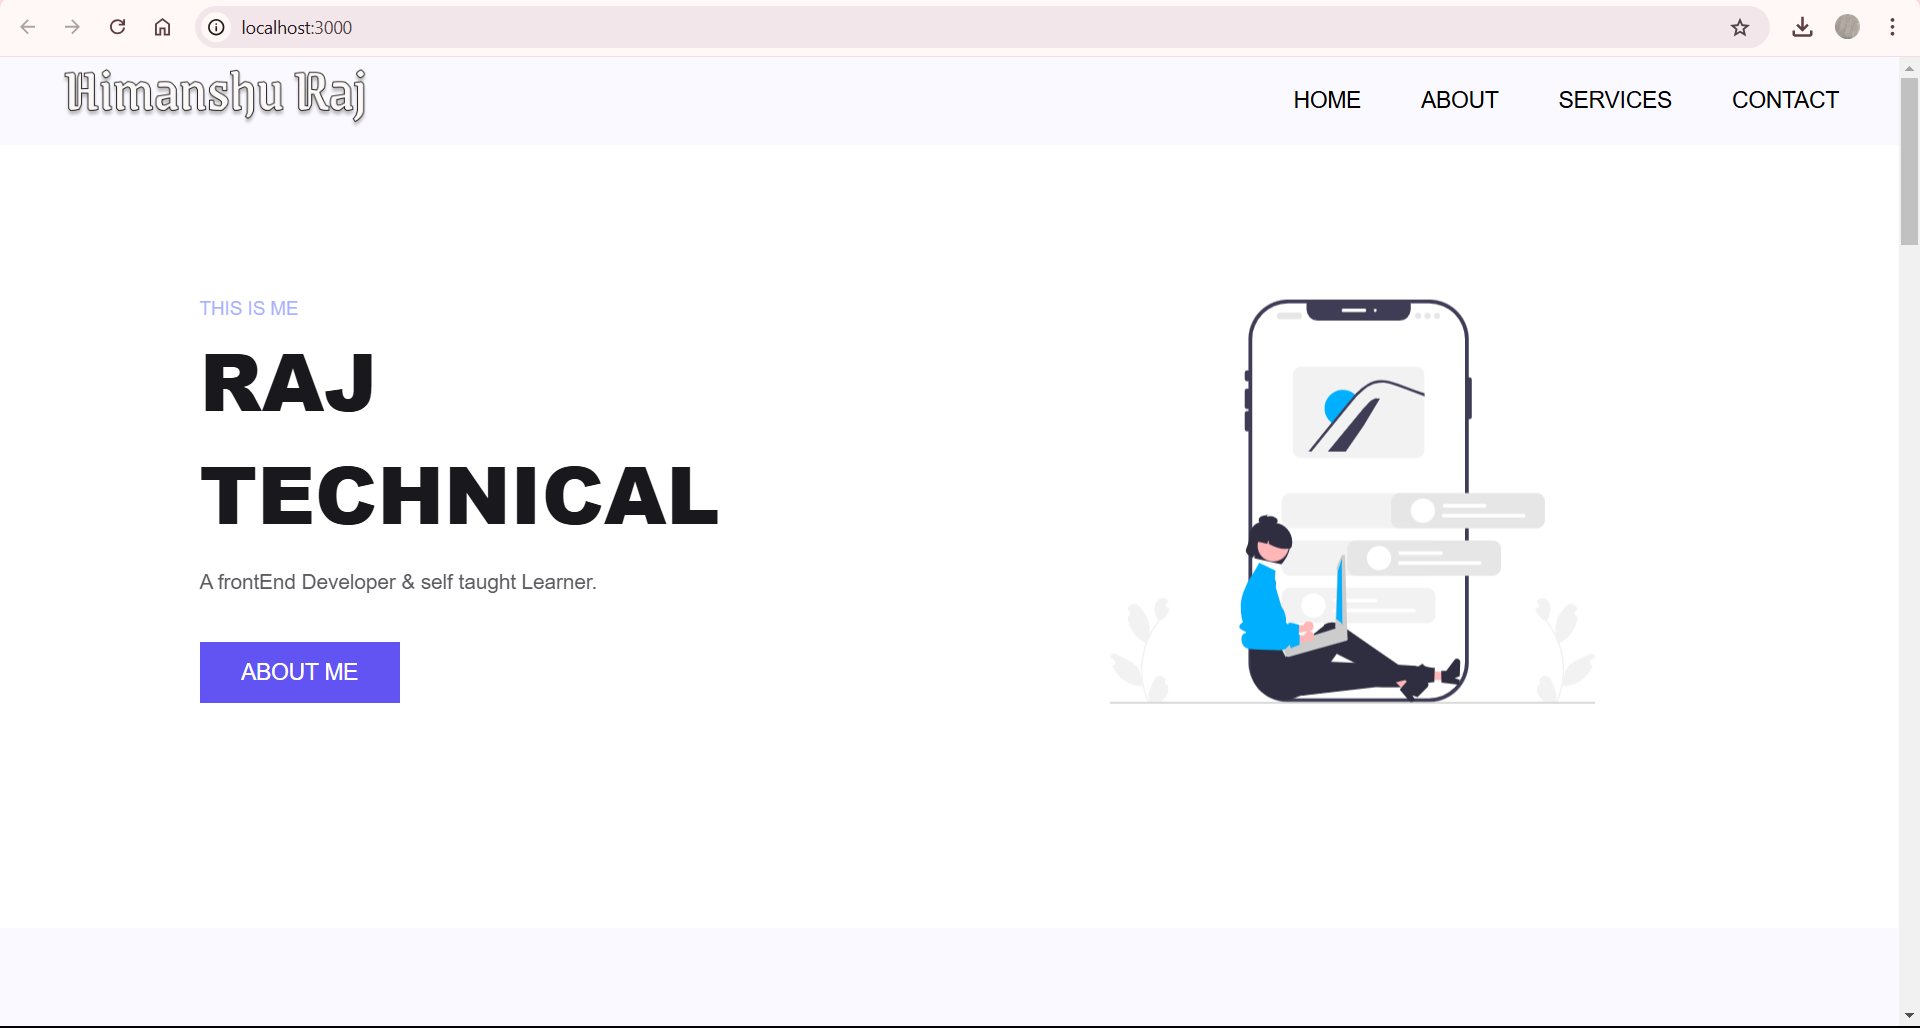 localhost:3000
Himanshu Raj
HOME ABOUT SERVICES CONTACT
THIS IS ME
RAJ
TECHNICAL
A frontEnd Developer & self taught Learner.
ABOUT ME